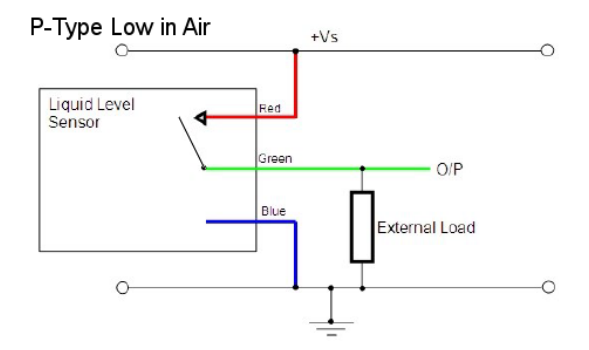 P-Type Low in Air
+Vs
Liquid Level
Sensor
Red
Green
O/P
Blue
External Load